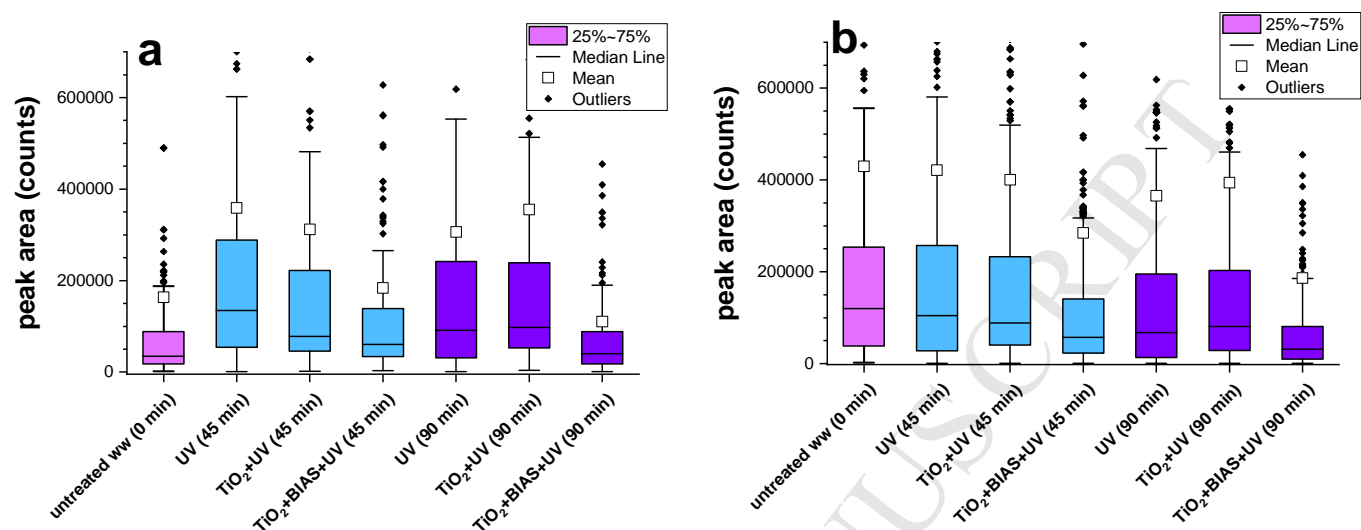 a
25%~75%
Median Line
Mean
Outliers
peak area (counts)
600000
400000
200000
0
untreated ww (0 min)
UV (45 min)
TiO₂+UV (45 min)
TiO₂+BIAS+UV (45 min)
UV (90 min)
TiO₂+UV (90 min)
TiO₂+BIAS+UV (90 min)
b
25%~75%
Median Line
Mean
Outliers
peak area (counts)
600000
400000
200000
0
untreated ww (0 min)
UV (45 min)
TiO₂+UV (45 min)
TiO₂+BIAS+UV (45 min)
UV (90 min)
TiO₂+UV (90 min)
TiO₂+BIAS+UV (90 min)
NUSCRIPT